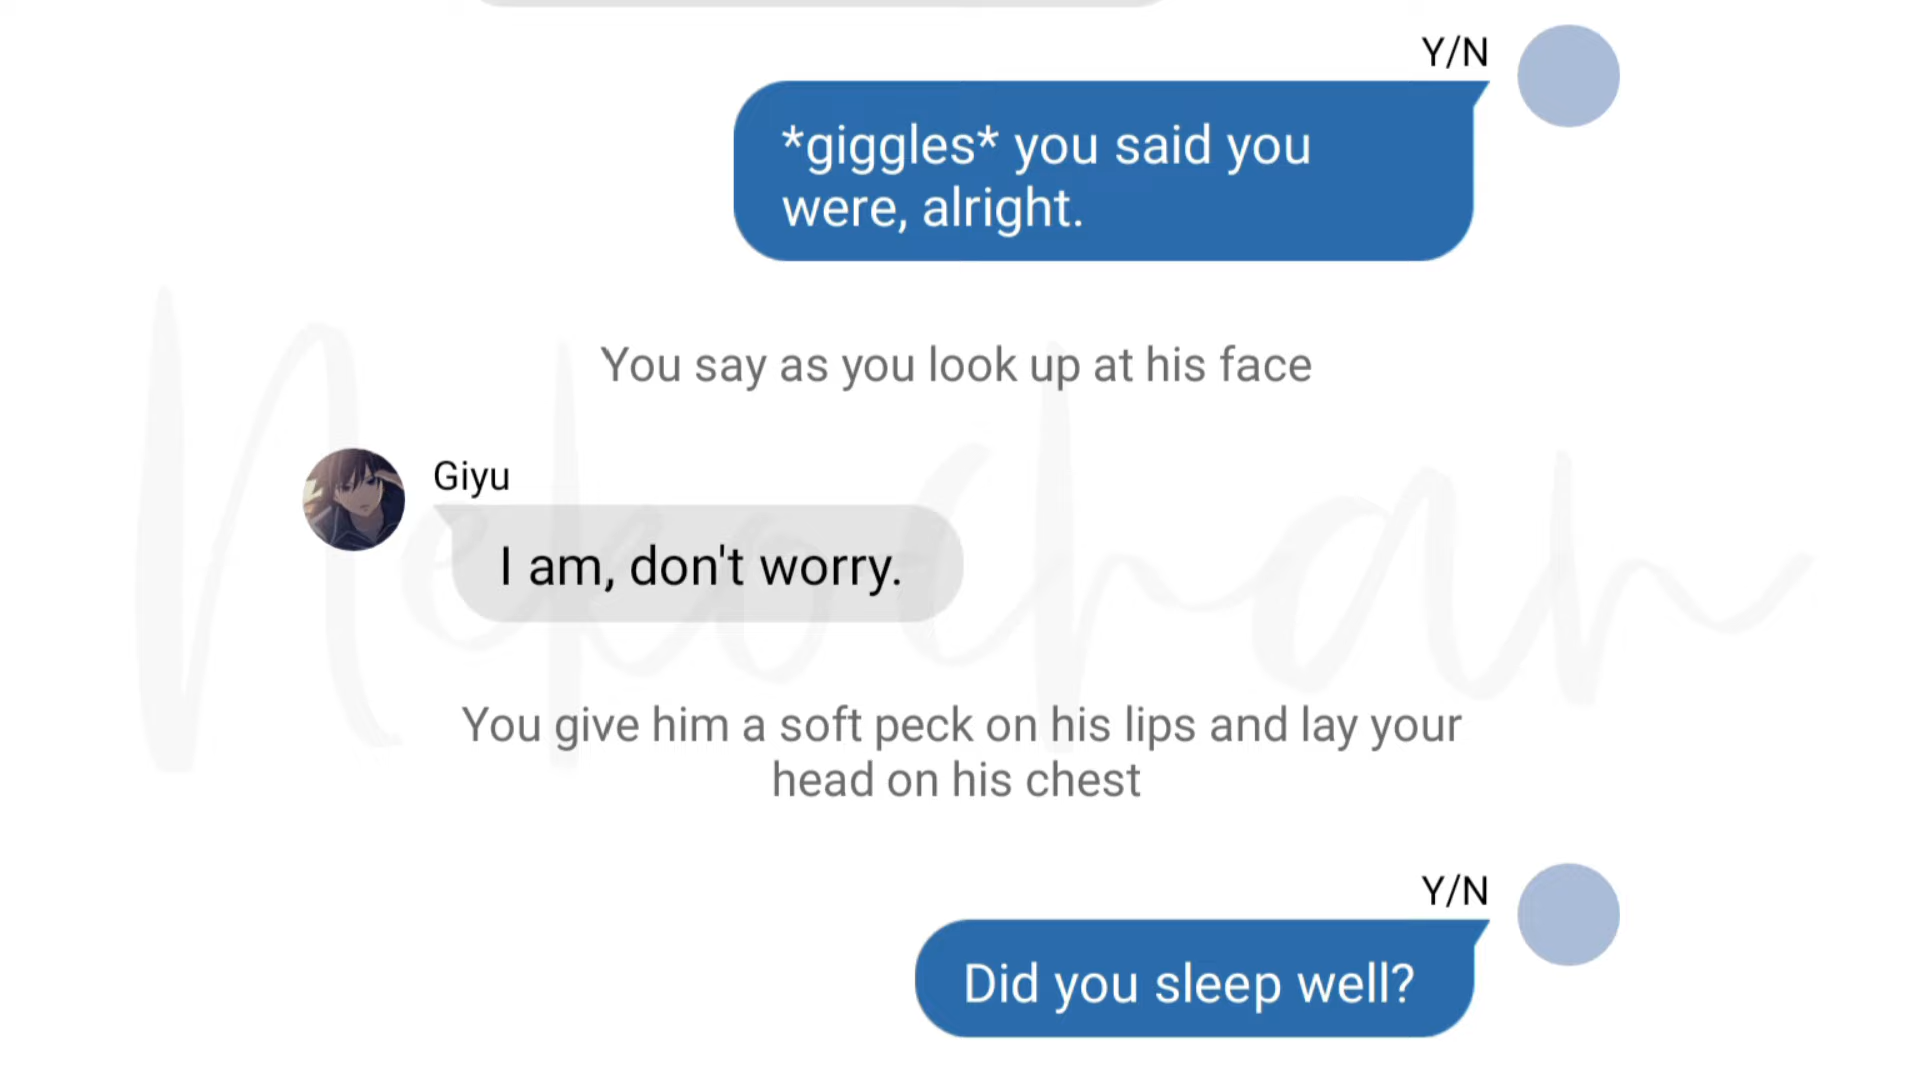 Y/N
*giggles* you said you
were, alright.
You say as you look up at his face
Giyu
I am, don't worry.
You give him a soft peck on his lips and lay your
head on his chest
Y/N
Did you sleep well?
Nekochan